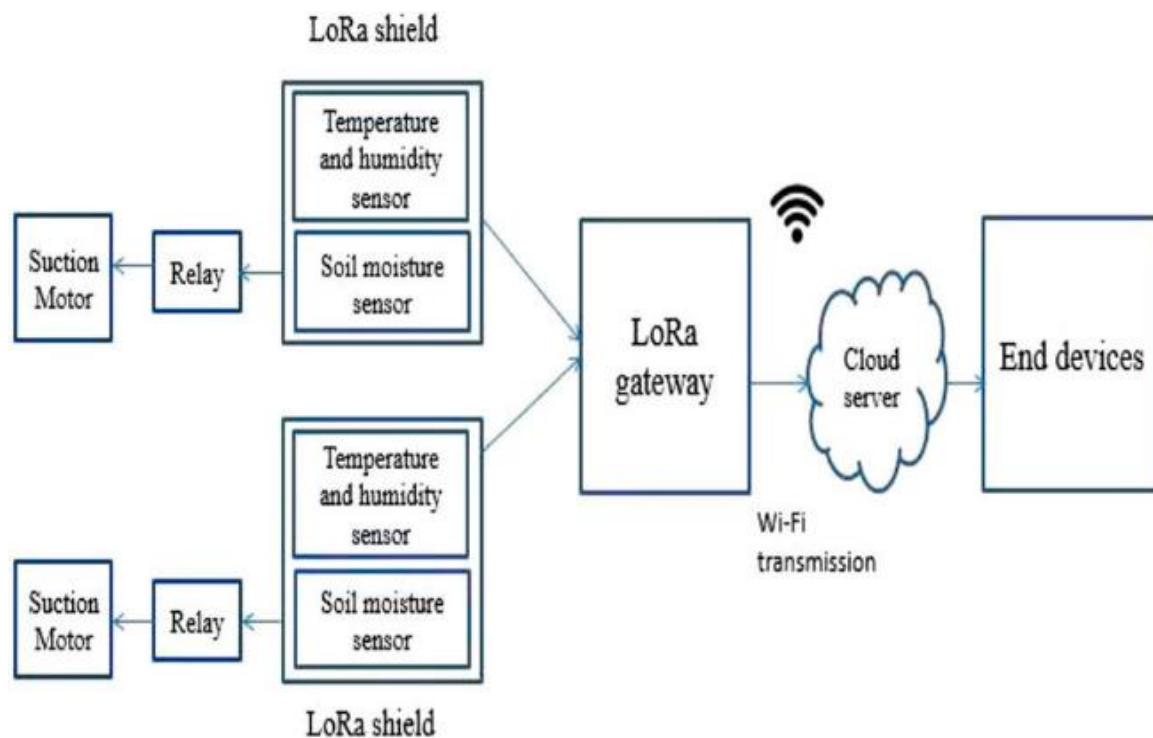 LoRa shield
Temperature
and humidity
sensor
Soil moisture
sensor
Relay
Suction
Motor
LoRa
gateway
Wi-Fi
transmission
Cloud
server
End devices
Temperature
and humidity
sensor
Soil moisture
sensor
Relay
Suction
Motor
LoRa shield